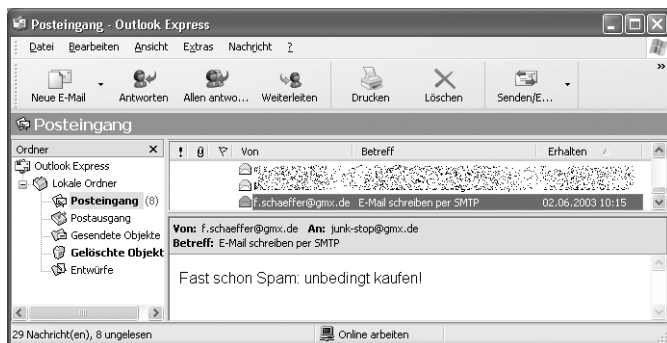 Posteingang - Outlook Express
Datei Bearbeiten Ansicht Extras Nachricht ?
Neue E-Mail Antworten Allen antwo... Weiterleiten Drucken Löschen Senden/E...
»
Posteingang
Ordner
! Von Betreff Erhalten
Outlook Express
Lokale Ordner
Posteingang (8)
Postausgang
Gesendete Objekte
Gelöschte Objekt
Entwürfe
f.schaeffer@gmx.de E-Mail schreiben per SMTP 02.06.2003 10:15
Von: f.schaeffer@gmx.de An: junk-stop@gmx.de
Betreff: E-Mail schreiben per SMTP
Fast schon Spam: unbedingt kaufen!
29 Nachricht(en), 8 ungelesen
Online arbeiten